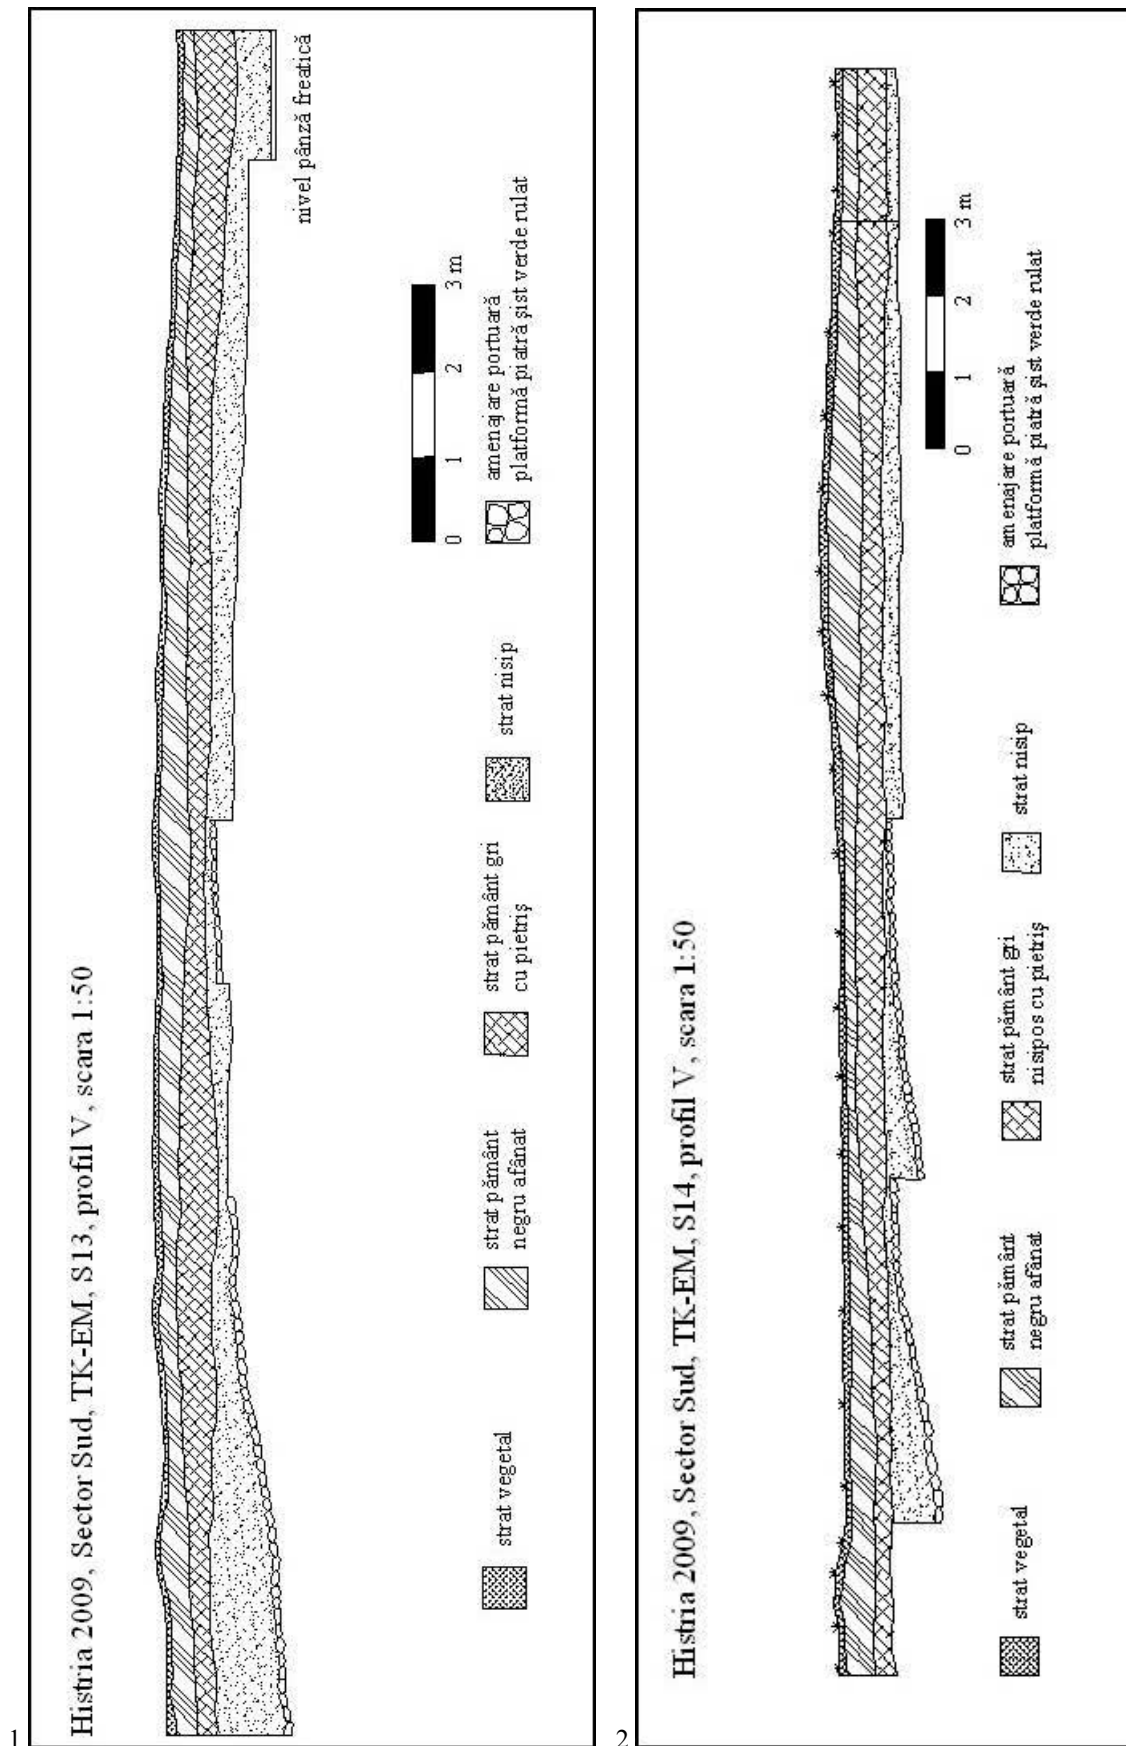 1
Histria 2009, Sector Sud, TK-EM, S13, profil V, scara 1:50
nivel pânză freatică
0 1 2 3 m
strat vegetal
strat pământ
negru afânat
strat pământ gri
cu pietriş
strat nisip
amenajare portuară
platformă piatră şist verde rulat
2
Histria 2009, Sector Sud, TK-EM, S14, profil V, scara 1:50
0 1 2 3 m
strat vegetal
strat pământ
negru afânat
strat pământ gri
nisipos cu pietriş
strat nisip
amenajare portuară
platformă piatră şist verde rulat